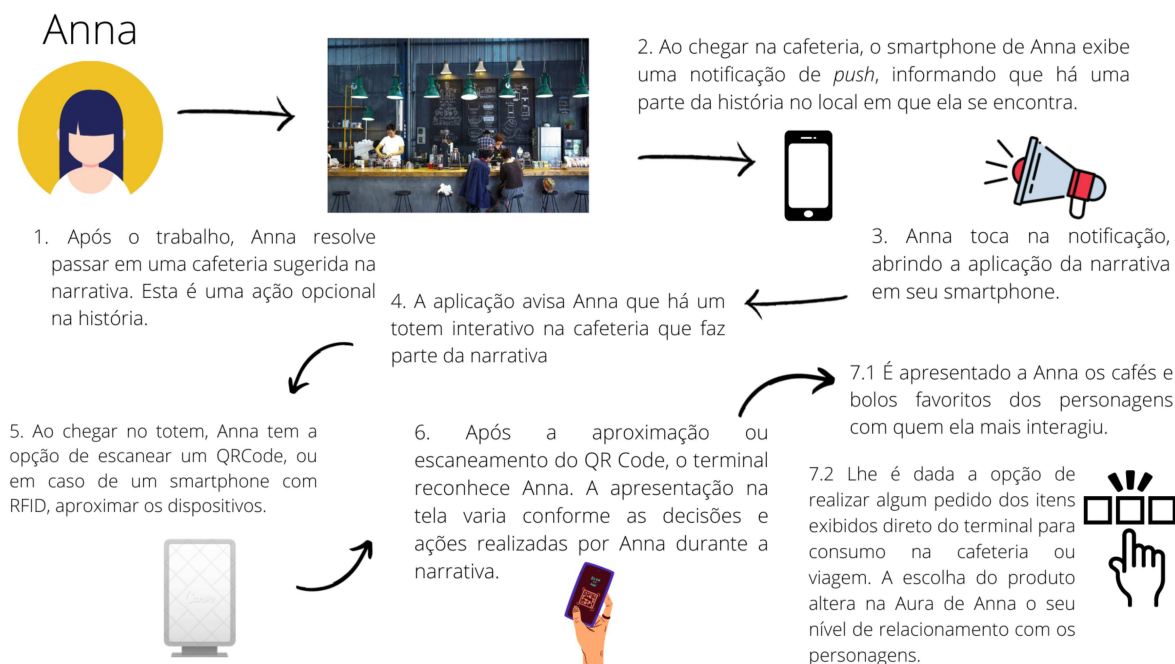 Anna
1. Após o trabalho, Anna resolve
passar em uma cafeteria sugerida na
narrativa. Esta é uma ação opcional
na história.
2. Ao chegar na cafeteria, o smartphone de Anna exibe
uma notificação de push, informando que há uma
parte da história no local em que ela se encontra.
3. Anna toca na notificação,
abrindo a aplicação da narrativa
em seu smartphone.
4. A aplicação avisa Anna que há um
totem interativo na cafeteria que faz
parte da narrativa
5. Ao chegar no totem, Anna tem a
opção de escanear um QRCode, ou
em caso de um smartphone com
RFID, aproximar os dispositivos.
6. Após a aproximação ou
escaneamento do QR Code, o terminal
reconhece Anna. A apresentação na
tela varia conforme as decisões e
ações realizadas por Anna durante a
narrativa.
7.1 É apresentado a Anna os cafés e
bolos favoritos dos personagens
com quem ela mais interagiu.
7.2 Lhe é dada a opção de
realizar algum pedido dos itens
exibidos direto do terminal para
consumo na cafeteria ou
viagem. A escolha do produto
altera na Aura de Anna o seu
nível de relacionamento com os
personagens.
Canva